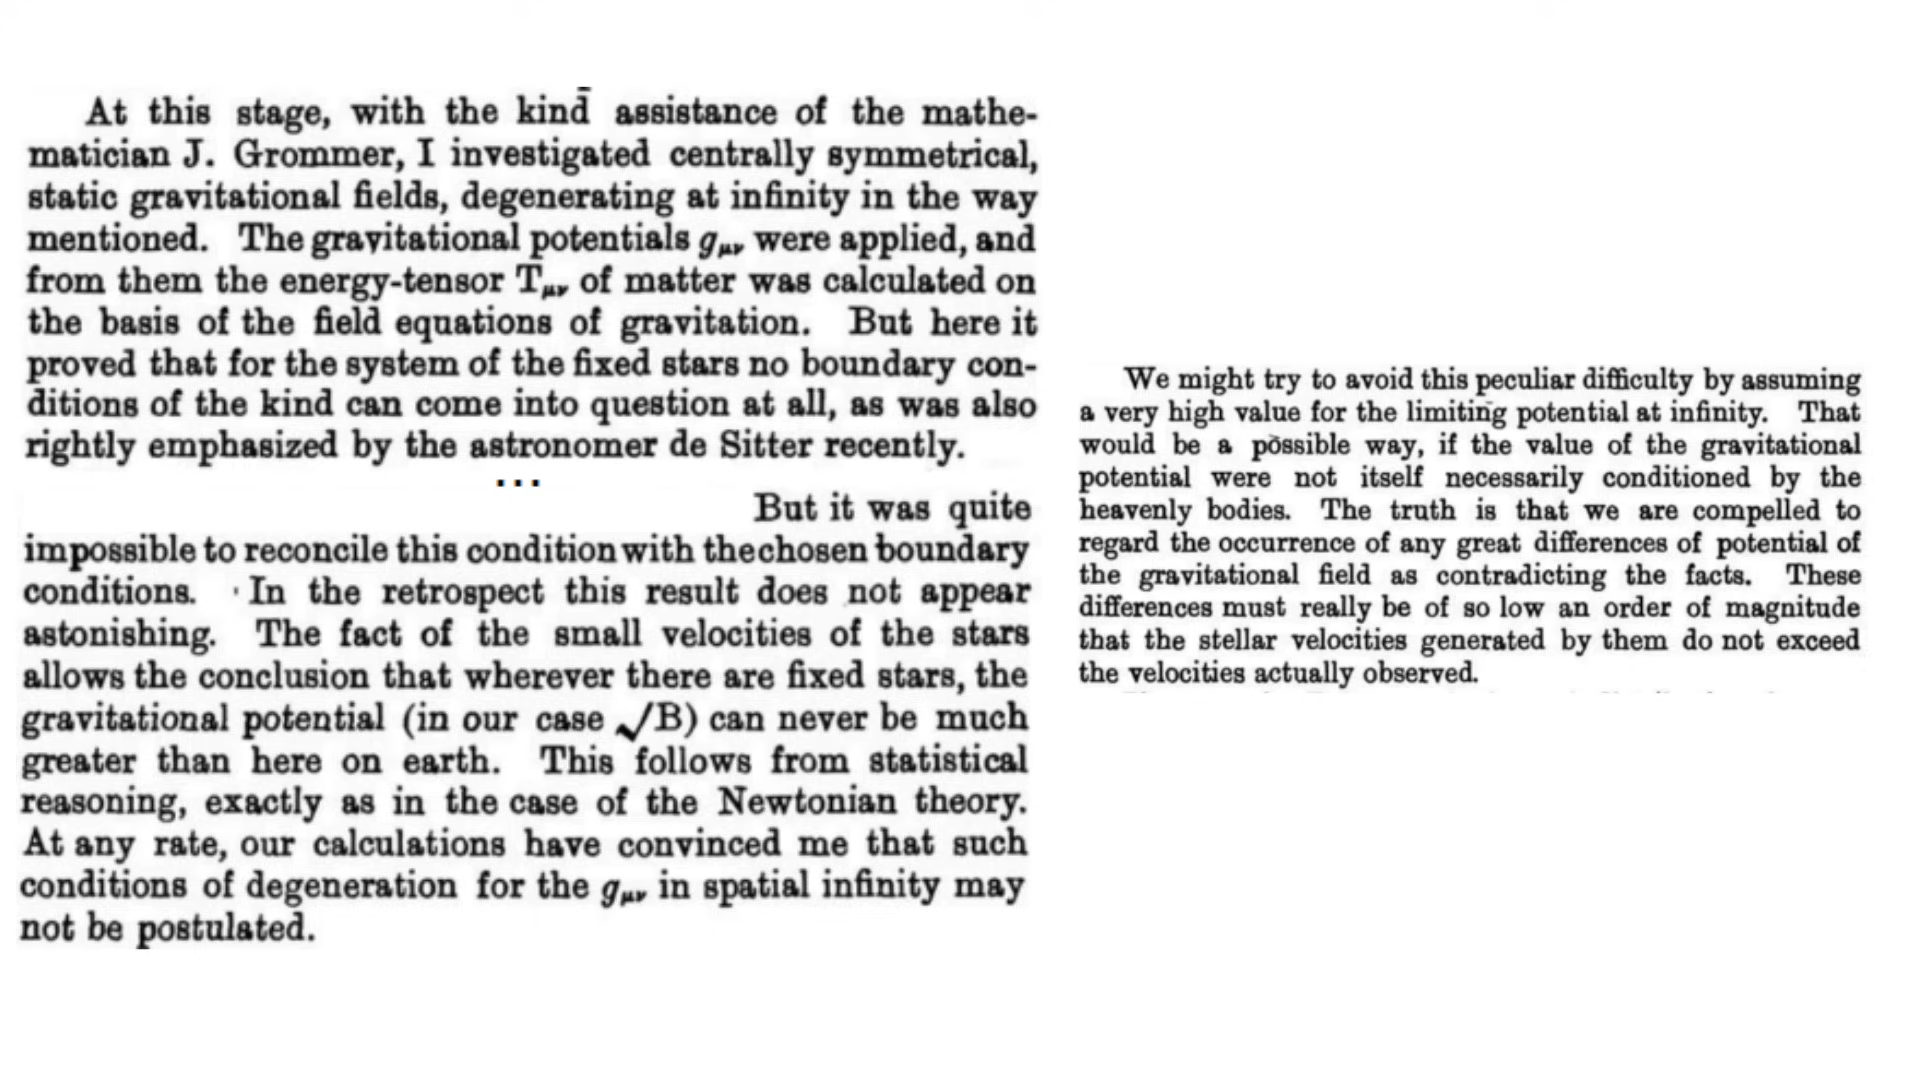 At this stage, with the kind assistance of the mathe-
matician J. Grommer, I investigated centrally symmetrical,
static gravitational fields, degenerating at infinity in the way
mentioned. The gravitational potentials gμν were applied, and
from them the energy-tensor Tμν of matter was calculated on
the basis of the field equations of gravitation. But here it
proved that for the system of the fixed stars no boundary con-
ditions of the kind can come into question at all, as was also
rightly emphasized by the astronomer de Sitter recently.
...
But it was quite
impossible to reconcile this condition with the chosen boundary
conditions. In the retrospect this result does not appear
astonishing. The fact of the small velocities of the stars
allows the conclusion that wherever there are fixed stars, the
gravitational potential (in our case √B) can never be much
greater than here on earth. This follows from statistical
reasoning, exactly as in the case of the Newtonian theory.
At any rate, our calculations have convinced me that such
conditions of degeneration for the gμν in spatial infinity may
not be postulated.
We might try to avoid this peculiar difficulty by assuming
a very high value for the limiting potential at infinity. That
would be a possible way, if the value of the gravitational
potential were not itself necessarily conditioned by the
heavenly bodies. The truth is that we are compelled to
regard the occurrence of any great differences of potential of
the gravitational field as contradicting the facts. These
differences must really be of so low an order of magnitude
that the stellar velocities generated by them do not exceed
the velocities actually observed.